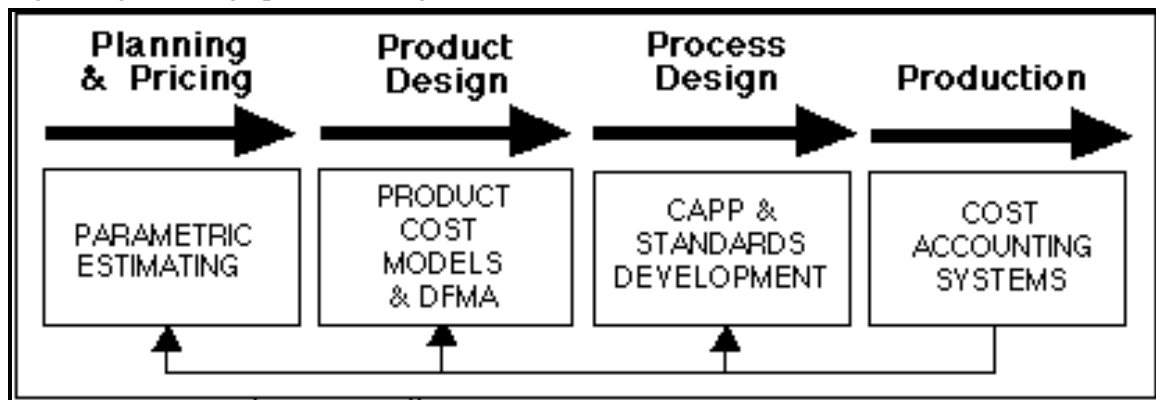 Planning
& Pricing
Product
Design
Process
Design
Production
PARAMETRIC
ESTIMATING
PRODUCT
COST
MODELS
& DFMA
CAPP &
STANDARDS
DEVELOPMENT
COST
ACCOUNTING
SYSTEMS